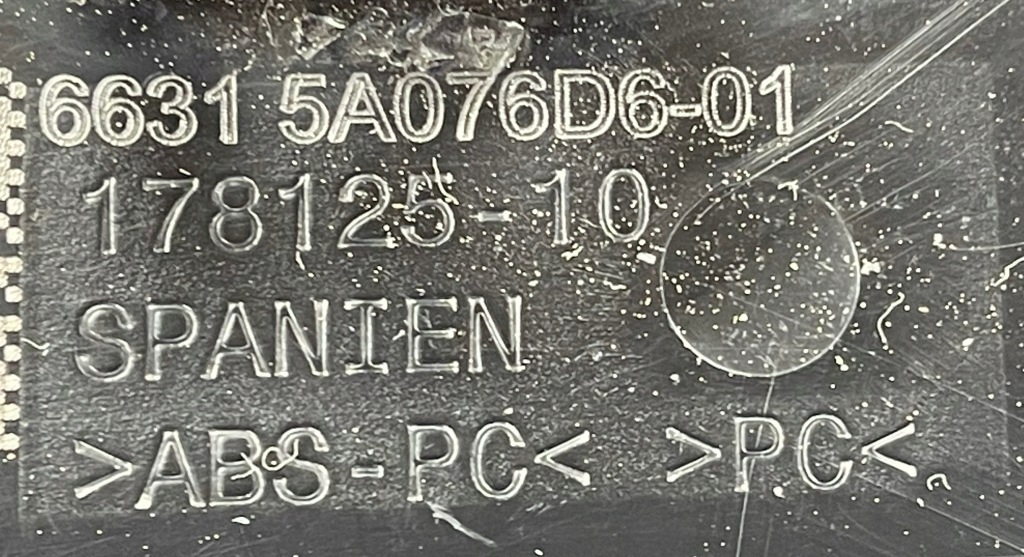 6631 5A076D6-01
178125-10
SPANIEN
>ABS-PC< >PC<